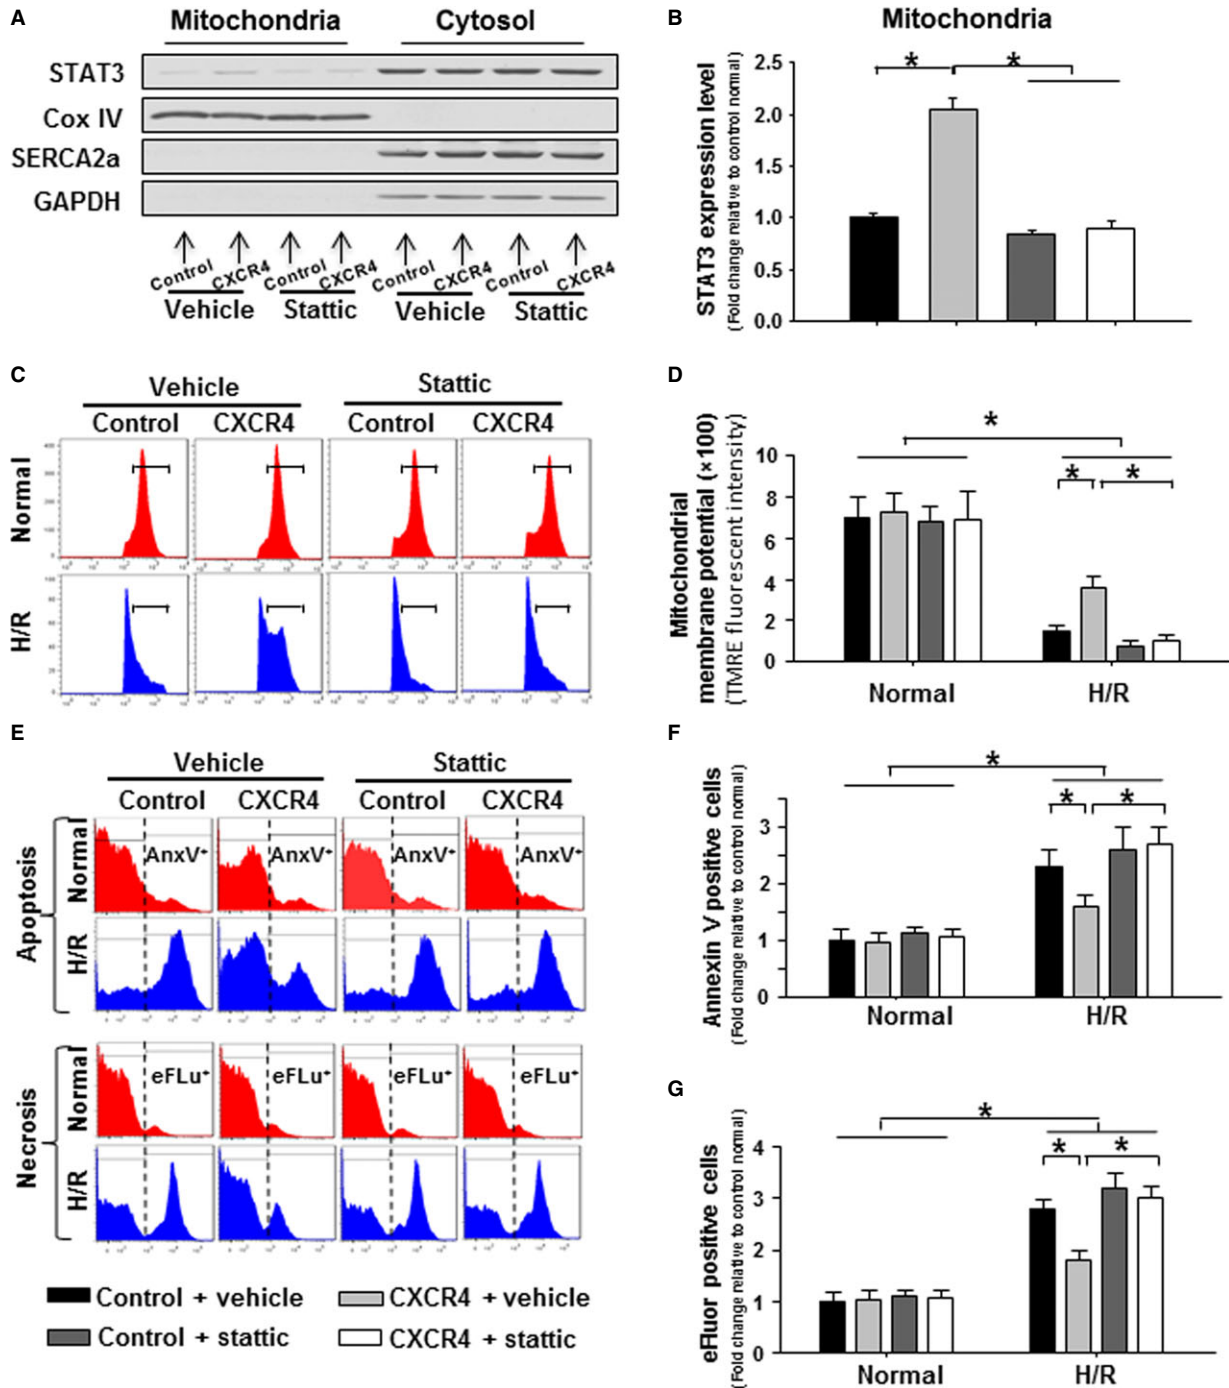 A
Mitochondria Cytosol
STAT3
Cox IV
SERCA2a
GAPDH
Control CXCR4 Control CXCR4 Control CXCR4 Control CXCR4
Vehicle Stattic Vehicle Stattic
B
Mitochondria
STAT3 expression level
(Fold change relative to control normal)
2.5
2.0
1.5
1.0
0.5
0.0
* *
C
Vehicle Stattic
Control CXCR4 Control CXCR4
Normal
H/R
D
Mitochondrial
membrane potential (×100)
(TMRE fluorescent intensity)
10
8
6
4
2
0
*
* *
Normal H/R
E
Vehicle Stattic
Control CXCR4 Control CXCR4
Apoptosis
Normal
AnxV+ AnxV+ AnxV+ AnxV+
H/R
Necrosis
Normal
eFLu+ eFLu+ eFLu+ eFLu+
H/R
F
Annexin V positive cells
(Fold change relative to control normal)
3
2
1
0
*
* *
Normal H/R
G
eFluor positive cells
(Fold change relative to control normal)
4
3
2
1
0
*
* *
Normal H/R
Control + vehicle CXCR4 + vehicle
Control + stattic CXCR4 + stattic